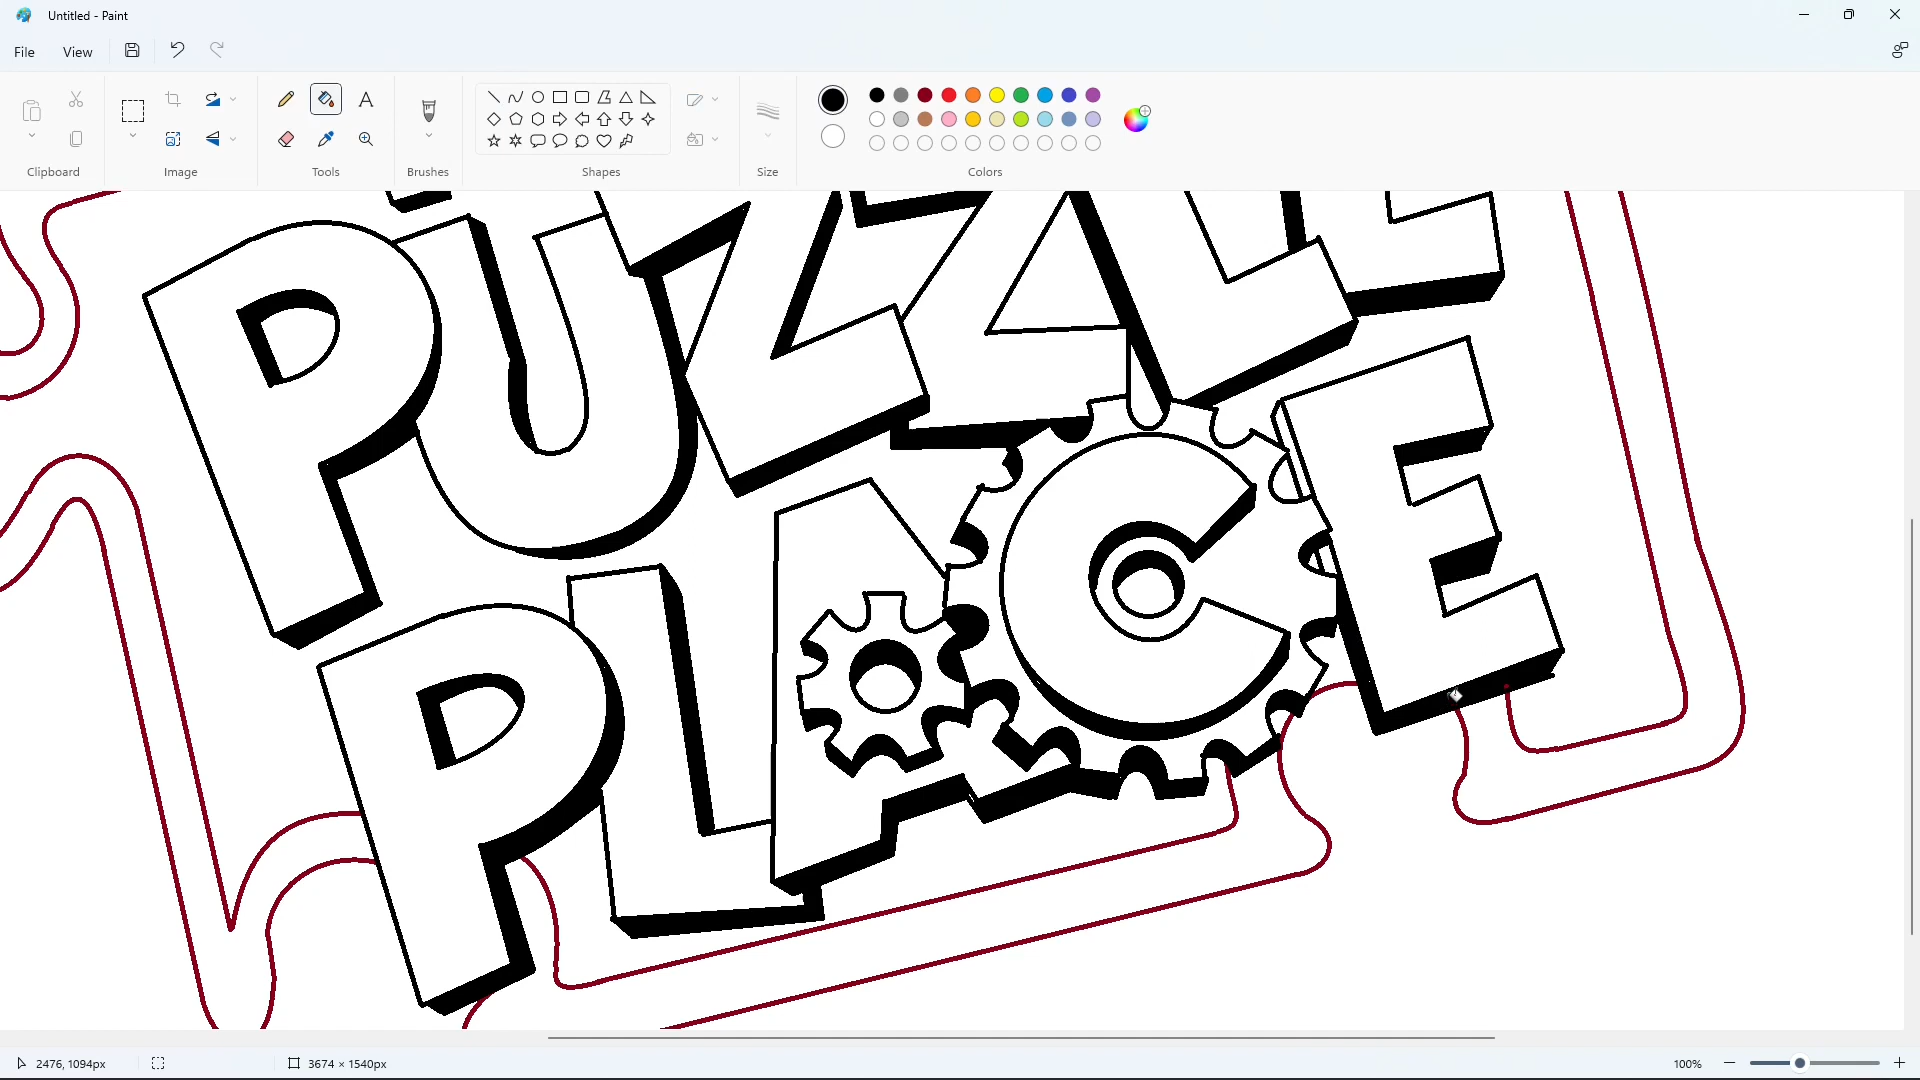 Untitled - Paint
File View
Clipboard Image Tools Brushes Shapes Size Colors
PUZZLE
PLACE
2476, 1094px 3674 × 1540px 100%